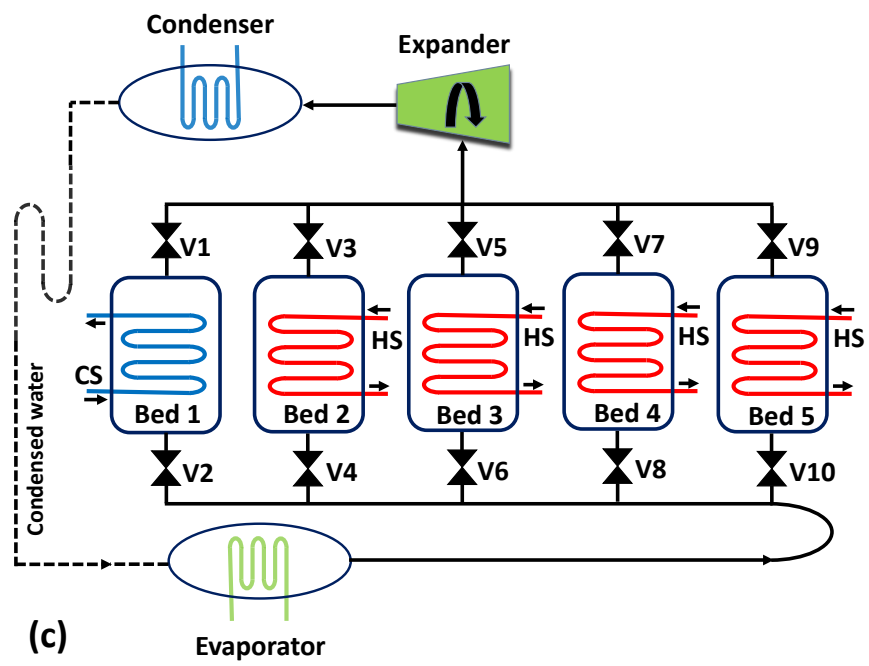 Condenser
Expander
V1
V3
V5
V7
V9
HS
HS
HS
HS
CS
Bed 1
Bed 2
Bed 3
Bed 4
Bed 5
V2
V4
V6
V8
V10
Condensed water
Evaporator
(c)